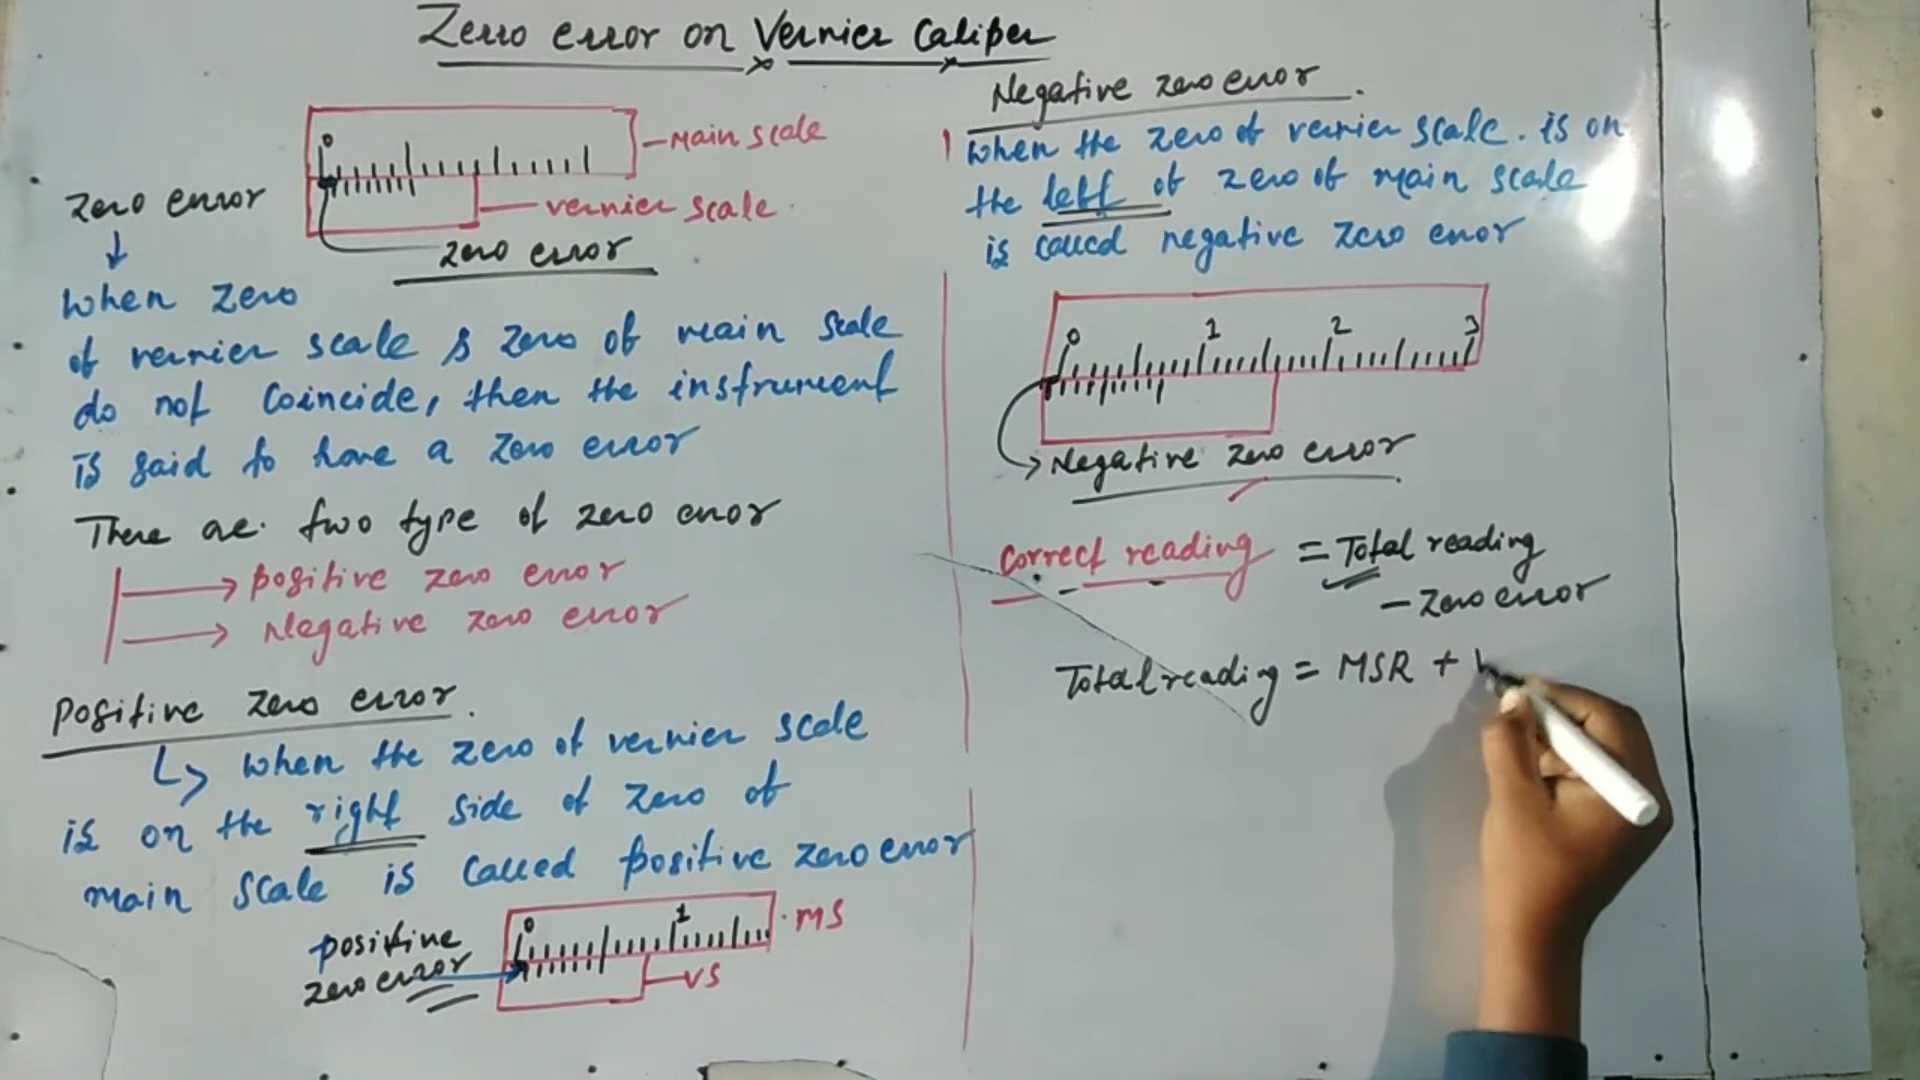 Zero error on Vernier Caliper
0
Main scale
vernier scale
zero error
zero error
When zero
of vernier scale & zero of main scale
do not coincide, then the instrument
is said to have a zero error
There are two type of zero error
positive zero error
Negative zero error
Positive zero error.
when the zero of vernier scale
is on the right side of zero of
main scale is called positive zero error
positive
zero error
0 1
MS
VS
Negative zero error.
when the zero of vernier scale. is on
the left of zero of main scale
is called negative zero error
0 1 2 3
Negative zero error
correct reading = Total reading
- zero error
Total reading = MSR +